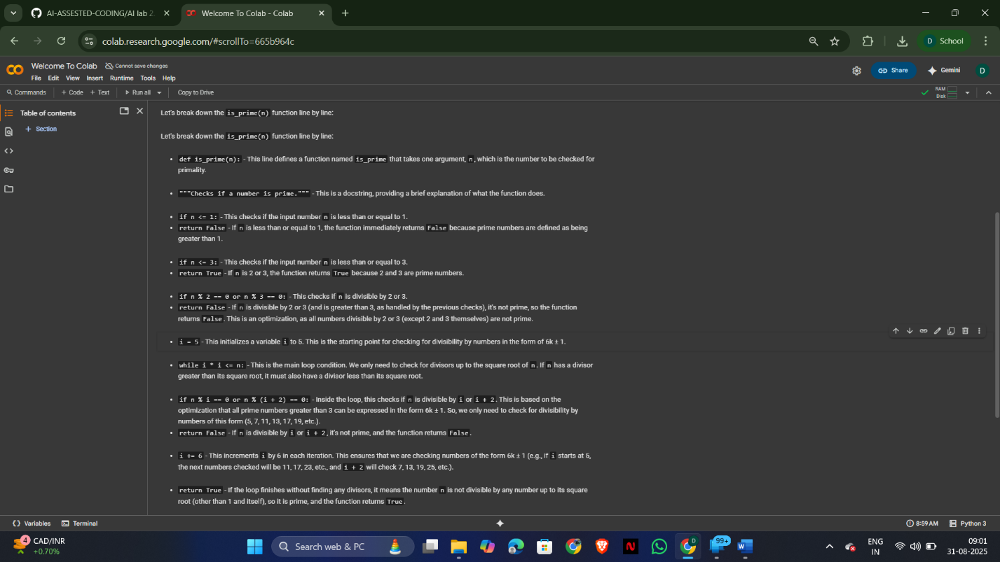 AI-ASSESTED-CODING/AI lab 2.
Welcome To Colab - Colab
colab.research.google.com/#scrollTo=665b964c
D School
Welcome To Colab
Cannot save changes
File Edit View Insert Runtime Tools Help
Share
Gemini
D
Commands
+ Code + Text
Run all
Copy to Drive
RAM
Disk
Table of contents
+ Section
Let's break down the is_prime(n) function line by line:
Let's break down the is_prime(n) function line by line:
• def is_prime(n): - This line defines a function named is_prime that takes one argument, n, which is the number to be checked for
primality.
• """Checks if a number is prime.""" - This is a docstring, providing a brief explanation of what the function does.
• if n <= 1: - This checks if the input number n is less than or equal to 1.
• return False - If n is less than or equal to 1, the function immediately returns False because prime numbers are defined as being
greater than 1.
• if n <= 3: - This checks if the input number n is less than or equal to 3.
• return True - If n is 2 or 3, the function returns True because 2 and 3 are prime numbers.
• if n % 2 == 0 or n % 3 == 0: - This checks if n is divisible by 2 or 3.
• return False - If n is divisible by 2 or 3 (and is greater than 3, as handled by the previous checks), it's not prime, so the function
returns False. This is an optimization, as all numbers divisible by 2 or 3 (except 2 and 3 themselves) are not prime.
• i = 5 - This initializes a variable i to 5. This is the starting point for checking for divisibility by numbers in the form of 6k ± 1.
• while i * i <= n: - This is the main loop condition. We only need to check for divisors up to the square root of n. If n has a divisor
greater than its square root, it must also have a divisor less than its square root.
• if n % i == 0 or n % (i + 2) == 0: - Inside the loop, this checks if n is divisible by i or i + 2. This is based on the
optimization that all prime numbers greater than 3 can be expressed in the form 6k ± 1. So, we only need to check for divisibility by
numbers of this form (5, 7, 11, 13, 17, 19, etc.).
• return False - If n is divisible by i or i + 2, it's not prime, and the function returns False.
• i += 6 - This increments i by 6 in each iteration. This ensures that we are checking numbers of the form 6k ± 1 (e.g., if i starts at 5,
the next numbers checked will be 11, 17, 23, etc., and i + 2 will check 7, 13, 19, 25, etc.).
• return True - If the loop finishes without finding any divisors, it means the number n is not divisible by any number up to its square
root (other than 1 and itself), so it is prime, and the function returns True.
Variables
Terminal
8:59 AM
Python 3
4
CAD/INR
+0.70%
Search web & PC
D
99+
W
ENG
IN
09:01
31-08-2025